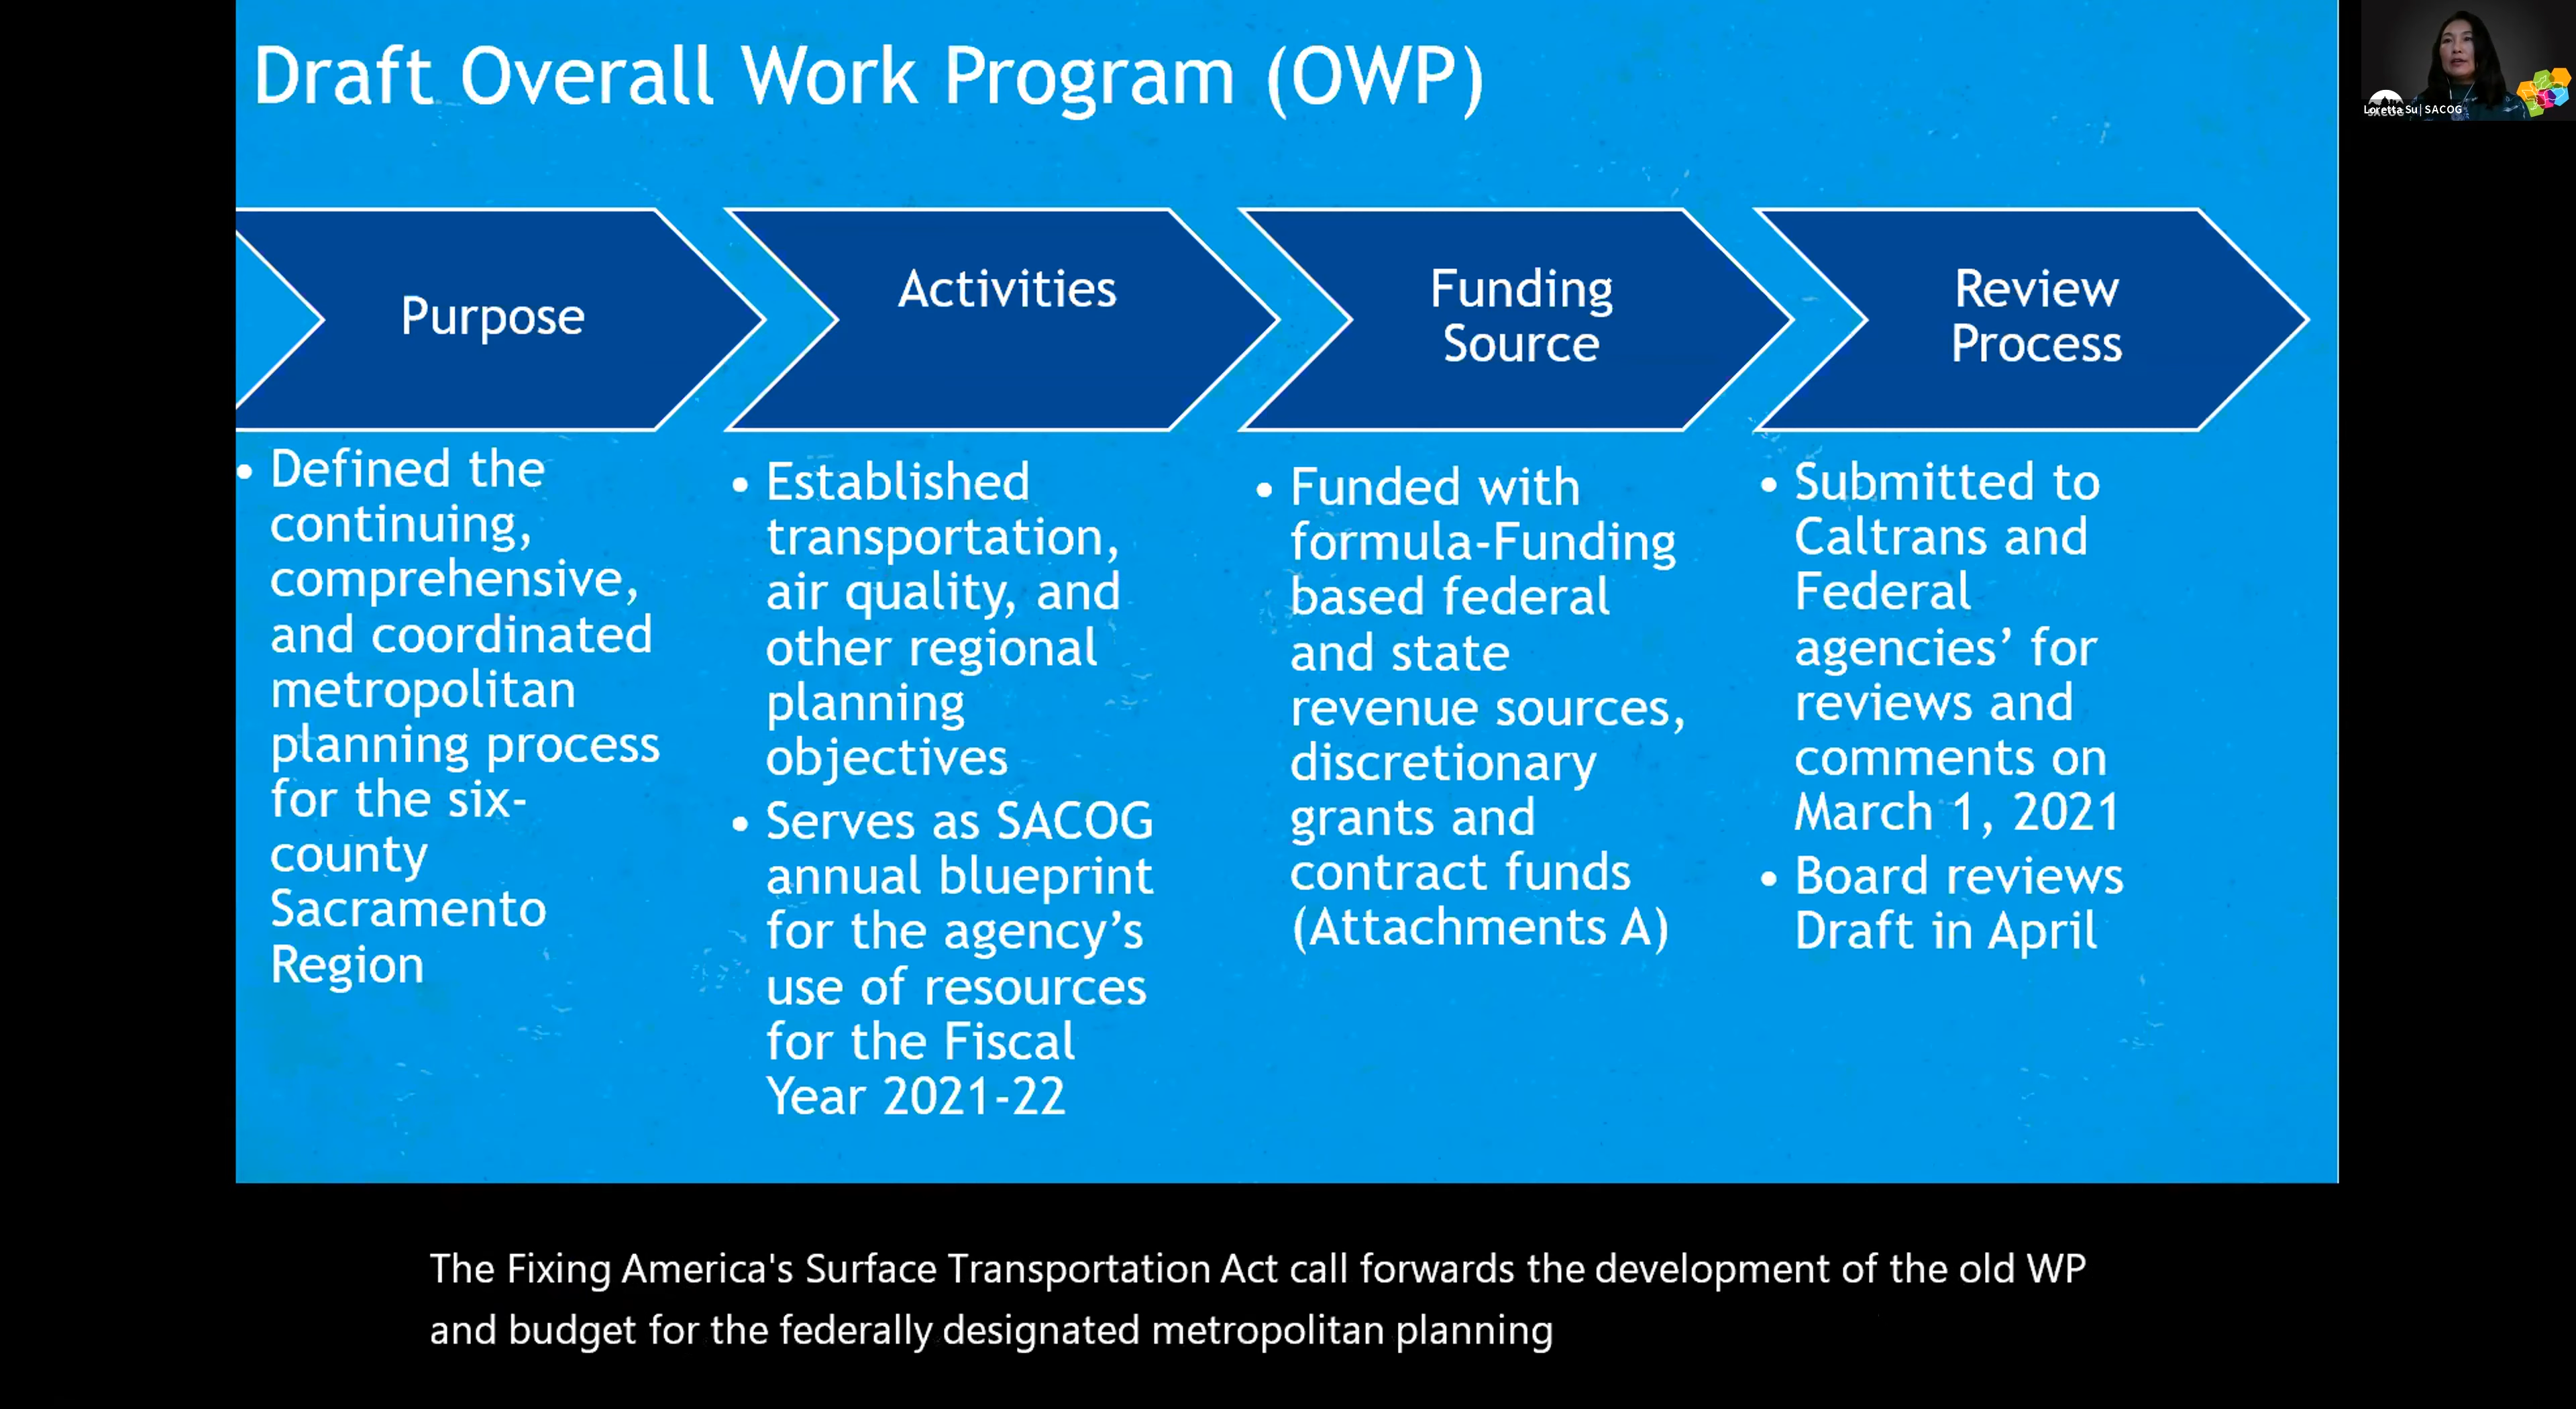 Draft Overall Work Program (OWP)
Purpose
• Defined the
continuing,
comprehensive,
and coordinated
metropolitan
planning process
for the six-
county
Sacramento
Region
Activities
• Established
transportation,
air quality, and
other regional
planning
objectives
• Serves as SACOG
annual blueprint
for the agency’s
use of resources
for the Fiscal
Year 2021-22
Funding
Source
• Funded with
formula-Funding
based federal
and state
revenue sources,
discretionary
grants and
contract funds
(Attachments A)
Review
Process
• Submitted to
Caltrans and
Federal
agencies’ for
reviews and
comments on
March 1, 2021
• Board reviews
Draft in April
Loretta Su| SACOG
SACOG
The Fixing America's Surface Transportation Act call forwards the development of the old WP
and budget for the federally designated metropolitan planning